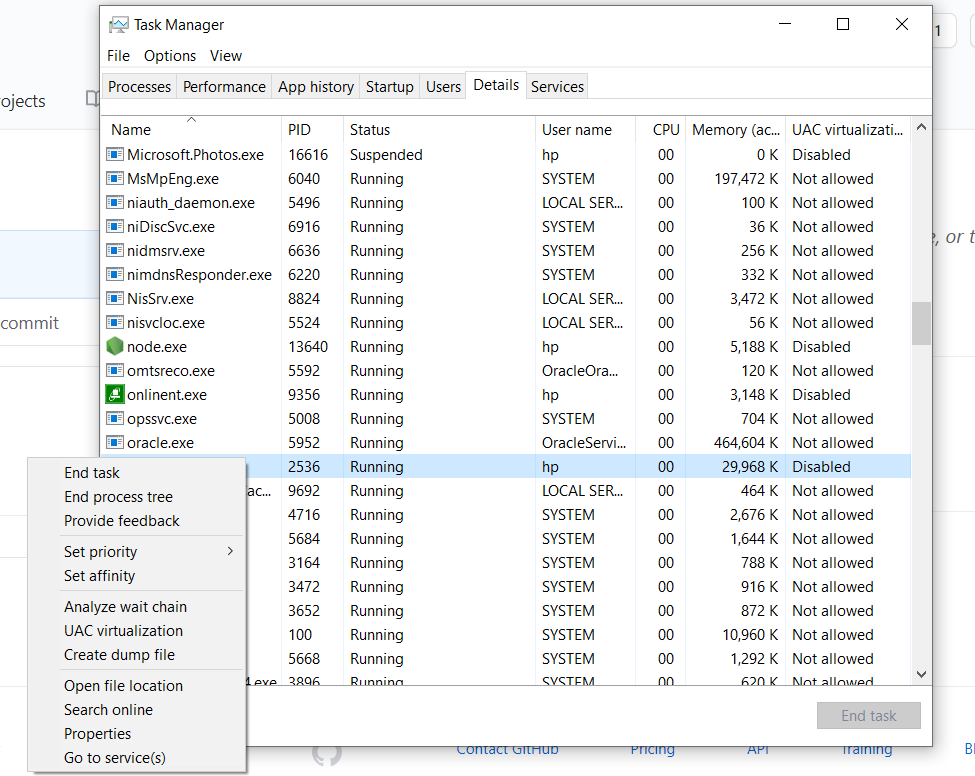 Task Manager
1
File Options View
ojects
Processes Performance App history Startup Users Details Services
Name PID Status User name CPU Memory (ac... UAC virtualizati...
Microsoft.Photos.exe 16616 Suspended hp 00 0 K Disabled
MsMpEng.exe 6040 Running SYSTEM 00 197,472 K Not allowed
niauth_daemon.exe 5496 Running LOCAL SER... 00 100 K Not allowed
niDiscSvc.exe 6916 Running SYSTEM 00 36 K Not allowed
e, or t
nidmsrv.exe 6636 Running SYSTEM 00 256 K Not allowed
nimdnsResponder.exe 6220 Running SYSTEM 00 332 K Not allowed
NisSrv.exe 8824 Running LOCAL SER... 00 3,472 K Not allowed
commit
nisvcloc.exe 5524 Running LOCAL SER... 00 56 K Not allowed
node.exe 13640 Running hp 00 5,188 K Disabled
omtsreco.exe 5592 Running OracleOra... 00 120 K Not allowed
onlinent.exe 9356 Running hp 00 3,148 K Disabled
opssvc.exe 5008 Running SYSTEM 00 704 K Not allowed
oracle.exe 5952 Running OracleServi... 00 464,604 K Not allowed
2536 Running hp 00 29,968 K Disabled
ac... 9692 Running LOCAL SER... 00 464 K Not allowed
4716 Running SYSTEM 00 2,676 K Not allowed
5684 Running SYSTEM 00 1,644 K Not allowed
3164 Running SYSTEM 00 788 K Not allowed
3472 Running SYSTEM 00 916 K Not allowed
3652 Running SYSTEM 00 872 K Not allowed
100 Running SYSTEM 00 10,960 K Not allowed
5668 Running SYSTEM 00 1,292 K Not allowed
4.exe 3896 Running SYSTEM 00 620 K Not allowed
End task
End process tree
Provide feedback
Set priority
Set affinity
Analyze wait chain
UAC virtualization
Create dump file
Open file location
Search online
Properties
Go to service(s)
End task
Contact GitHub Pricing API Training Bl